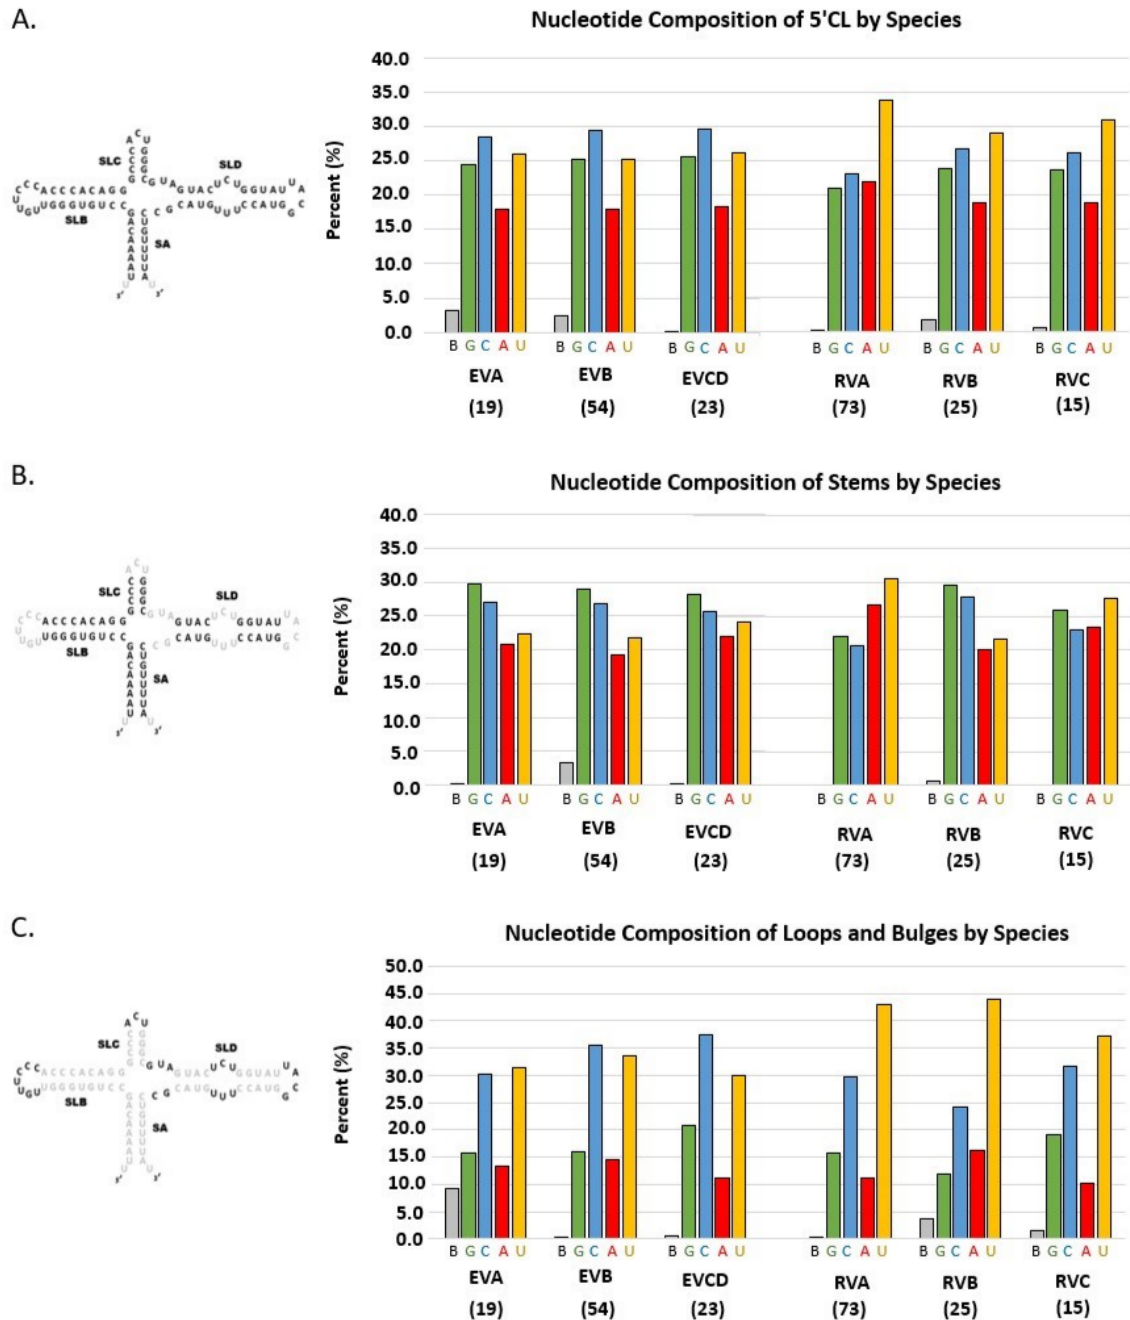 A.
Nucleotide Composition of 5'CL by Species
40.0
35.0
30.0
25.0
20.0
15.0
10.0
5.0
0.0
Percent (%)
SLC
SLD
SLB
SA
B G C A U B G C A U B G C A U B G C A U B G C A U B G C A U
EVA EVB EVCD RVA RVB RVC
(19) (54) (23) (73) (25) (15)
B.
Nucleotide Composition of Stems by Species
40.0
35.0
30.0
25.0
20.0
15.0
10.0
5.0
0.0
Percent (%)
SLC
SLD
SLB
SA
B G C A U B G C A U B G C A U B G C A U B G C A U B G C A U
EVA EVB EVCD RVA RVB RVC
(19) (54) (23) (73) (25) (15)
C.
Nucleotide Composition of Loops and Bulges by Species
50.0
45.0
40.0
35.0
30.0
25.0
20.0
15.0
10.0
5.0
0.0
Percent (%)
SLC
SLD
SLB
SA
B G C A U B G C A U B G C A U B G C A U B G C A U B G C A U
EVA EVB EVCD RVA RVB RVC
(19) (54) (23) (73) (25) (15)